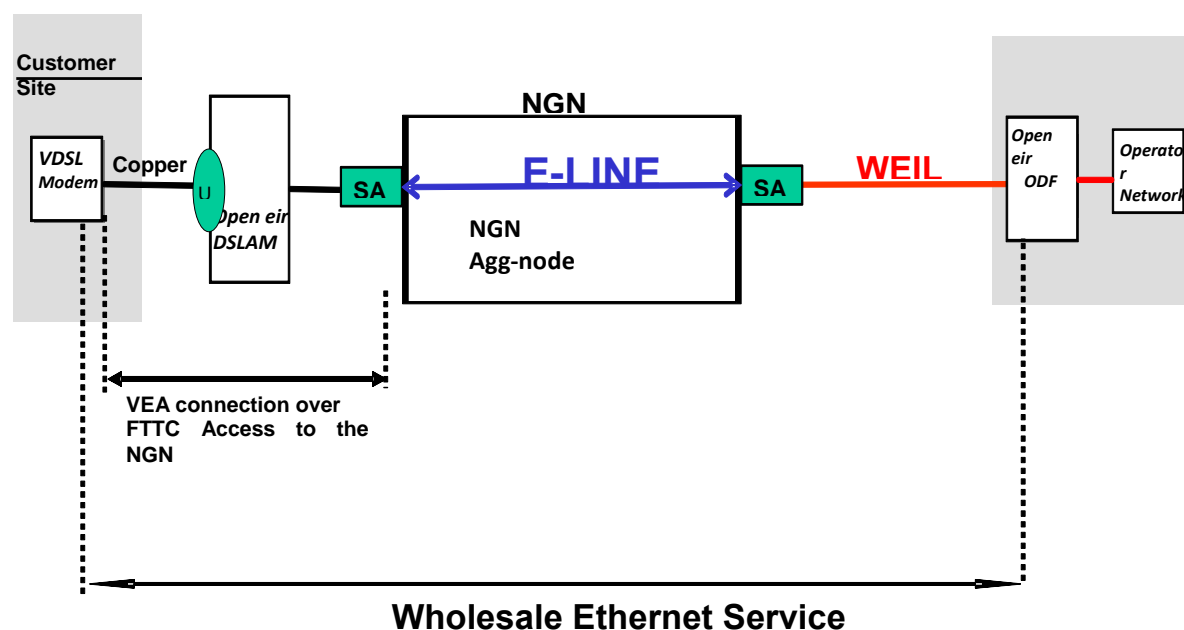 Customer
Site
VDSL
Modem
Copper
U
Open eir
DSLAM
SA
NGN
E-LINE
NGN
Agg-node
SA
WEIL
Open
eir
ODF
Operato
r
Network
VEA connection over
FTTC Access to the
NGN
Wholesale Ethernet Service